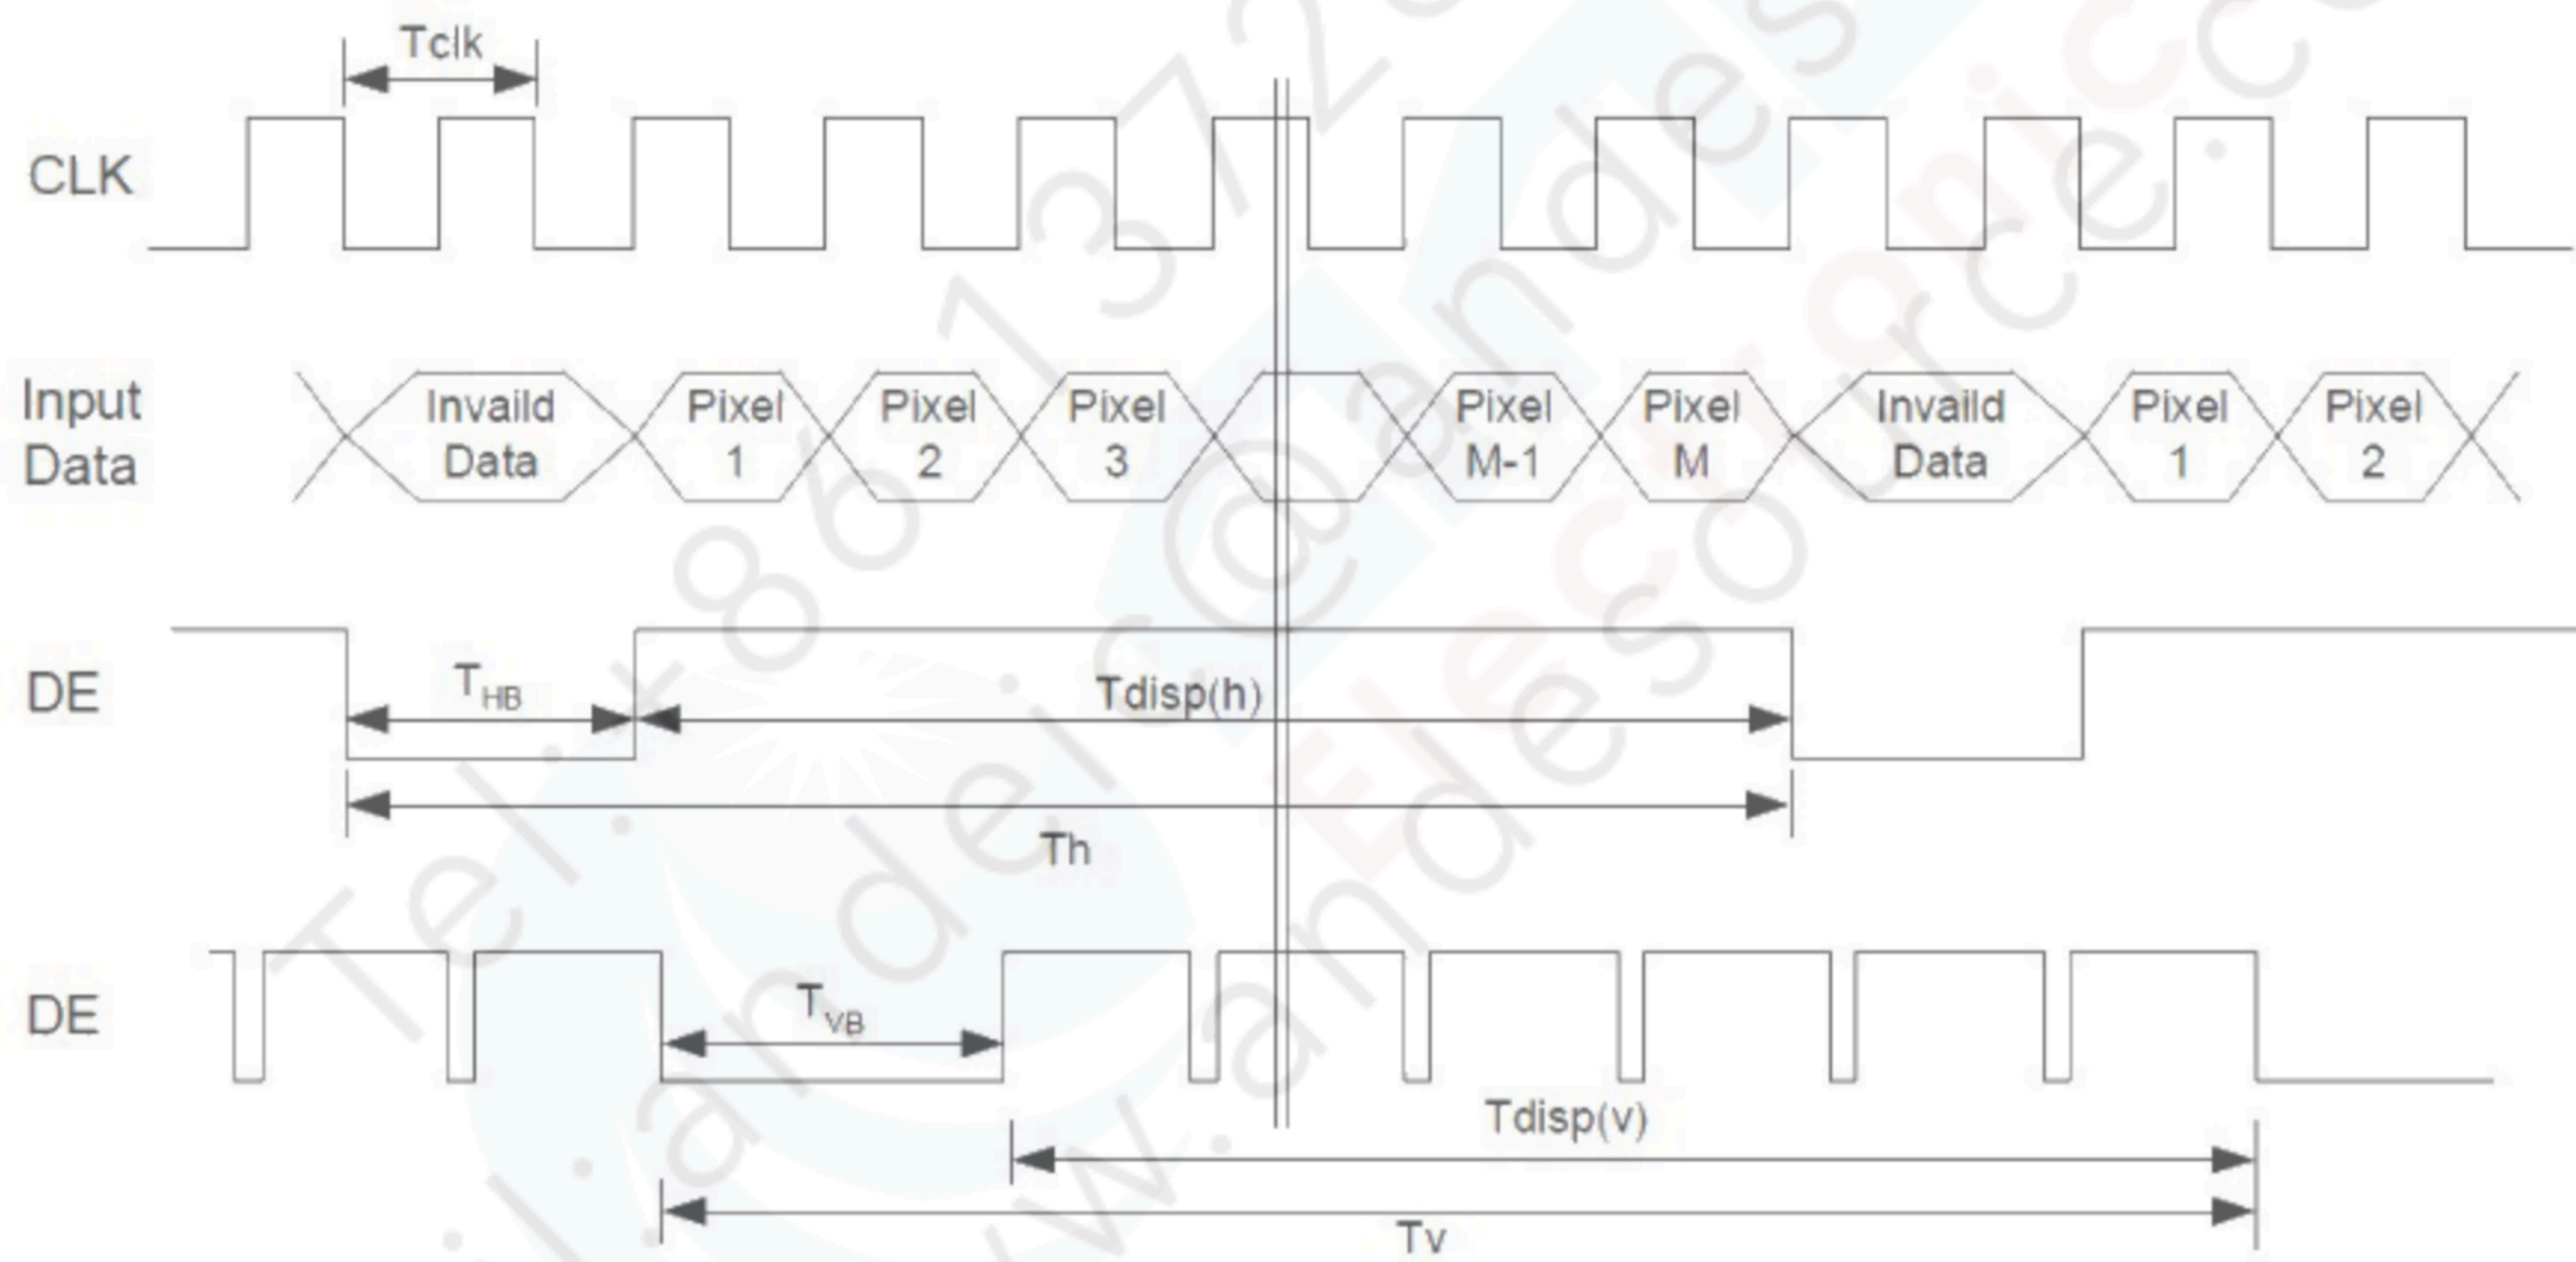 Tclk
CLK
Input
Data
Invaild
Data
Pixel
1
Pixel
2
Pixel
3
Pixel
M-1
Pixel
M
Invaild
Data
Pixel
1
Pixel
2
DE
THB
Tdisp(h)
Th
DE
TVB
Tdisp(v)
Tv